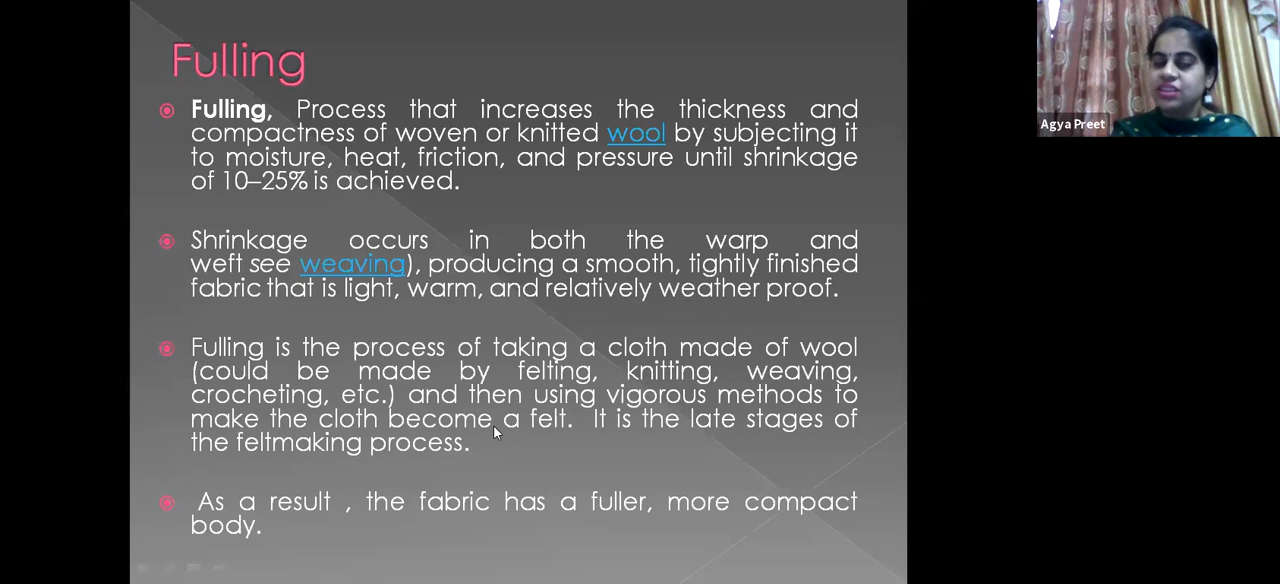 Fulling
Fulling, Process that increases the thickness and
compactness of woven or knitted wool by subjecting it
to moisture, heat, friction, and pressure until shrinkage
of 10–25% is achieved.
Shrinkage occurs in both the warp and
weft see weaving), producing a smooth, tightly finished
fabric that is light, warm, and relatively weather proof.
Fulling is the process of taking a cloth made of wool
(could be made by felting, knitting, weaving,
crocheting, etc.) and then using vigorous methods to
make the cloth become a felt. It is the late stages of
the feltmaking process.
As a result , the fabric has a fuller, more compact
body.
Agya Preet